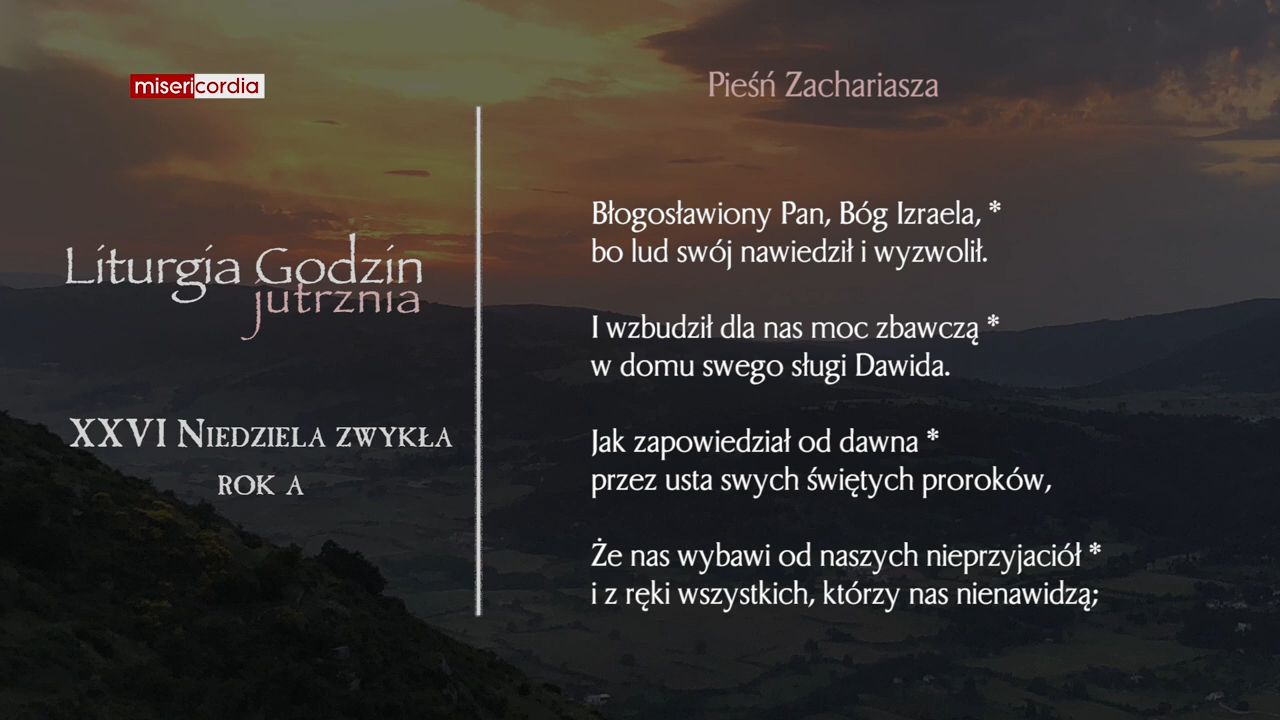 misericordia
Liturgia Godzin
jutrznia
XXVI Niedziela zwykła
rok A
Pieśń Zachariasza
Błogosławiony Pan, Bóg Izraela, *
bo lud swój nawiedził i wyzwolił.
I wzbudził dla nas moc zbawczą *
w domu swego sługi Dawida.
Jak zapowiedział od dawna *
przez usta swych świętych proroków,
Że nas wybawi od naszych nieprzyjaciół *
i z ręki wszystkich, którzy nas nienawidzą;